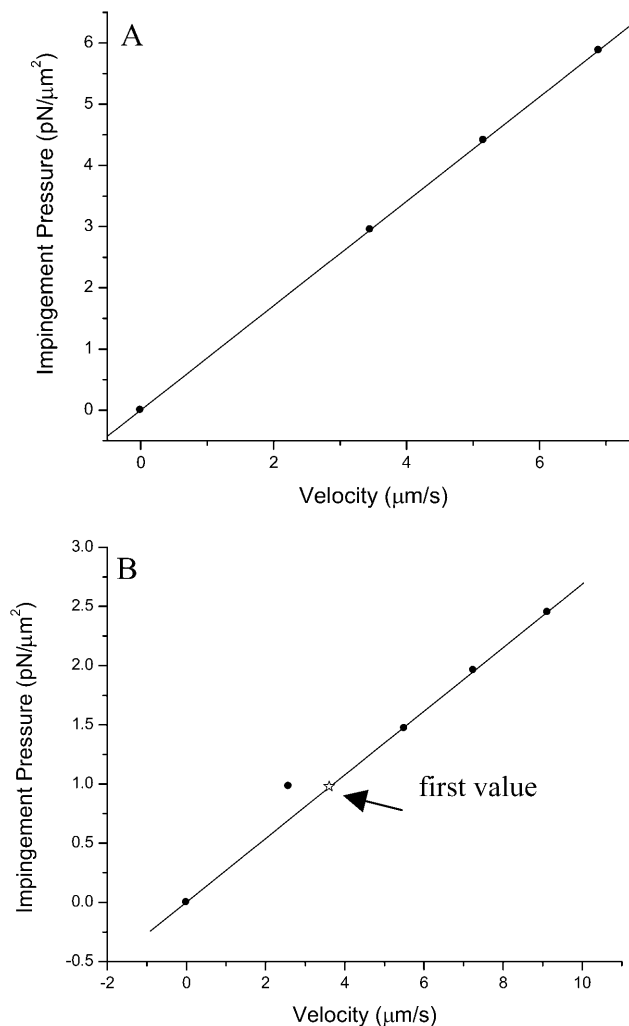 A
Impingement Pressure (pN/μm²)
6
5
4
3
2
1
0
0 2 4 6
Velocity (μm/s)
B
Impingement Pressure (pN/μm²)
3.0
2.5
2.0
1.5
1.0
first value
0.5
0.0
-0.5
-2 0 2 4 6 8 10
Velocity (μm/s)